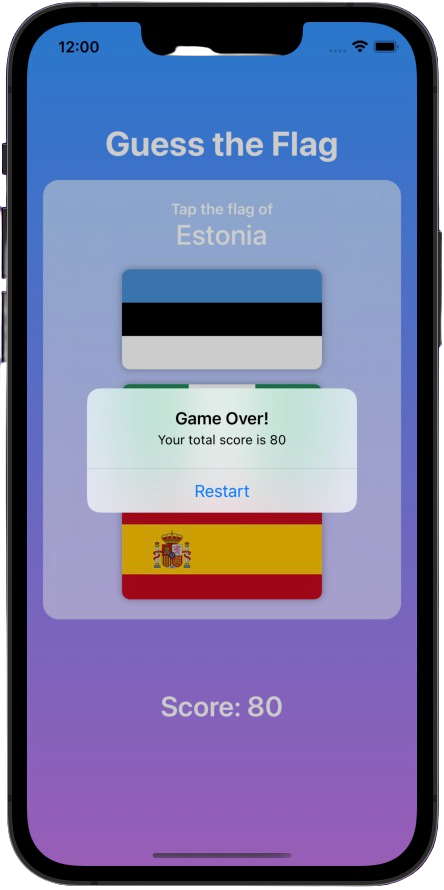 12:00
Guess the Flag
Tap the flag of
Estonia
Game Over!
Your total score is 80
Restart
Score: 80